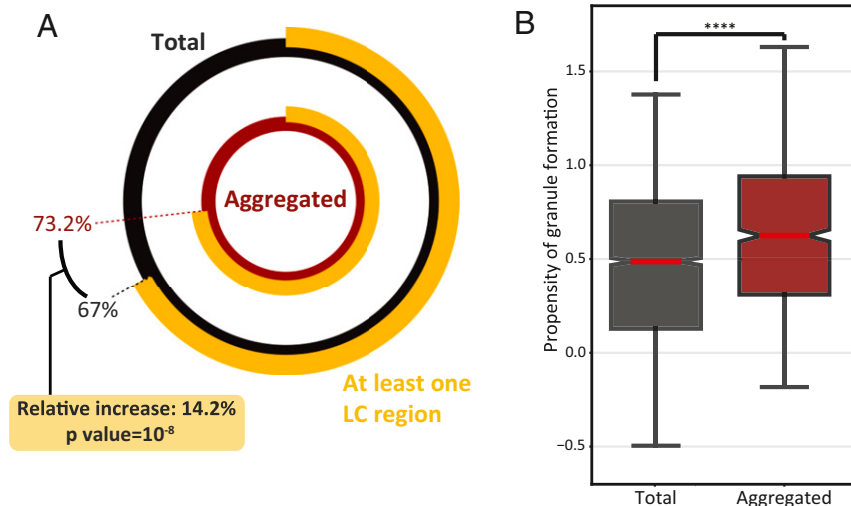 A
Total
Aggregated
73.2%
67%
At least one
LC region
Relative increase: 14.2%
p value=10⁻⁸
B
****
Propensity of granule formation
1.5
1.0
0.5
0.0
−0.5
Total
Aggregated